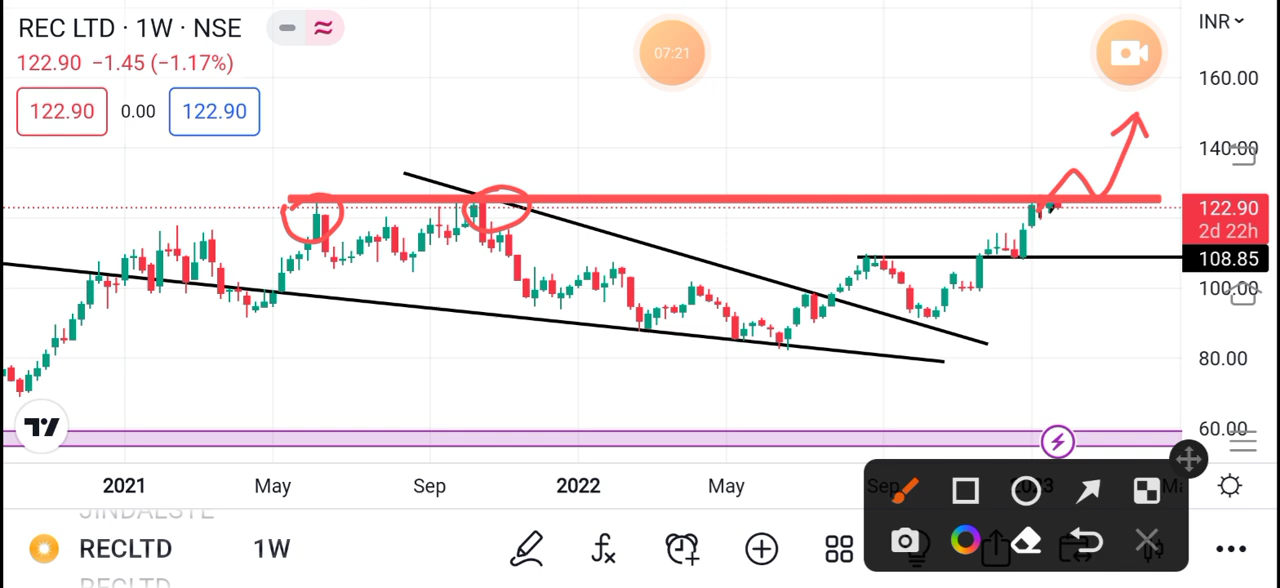 REC LTD · 1W · NSE
INR
122.90 −1.45 (−1.17%)
07:21
160.00
122.90 0.00 122.90
140.00
122.90
2d 22h
108.85
100.00
80.00
60.00
2021 May Sep 2022 May Sep 2023
JINDALSTE
RECLTD 1W
RECLTD